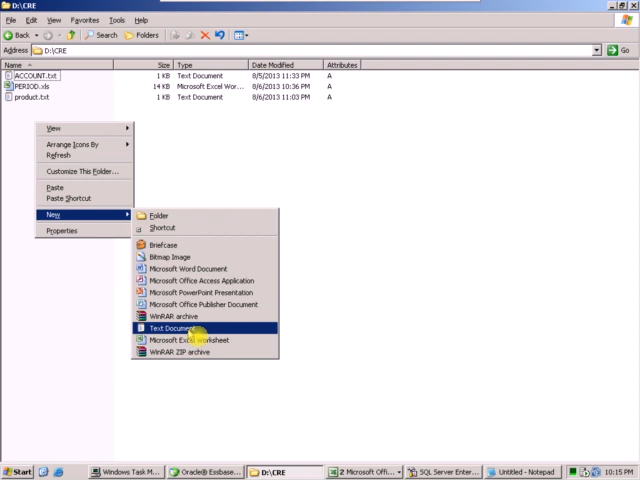 D:\CRE
File Edit View Favorites Tools Help
Back Search Folders
Address D:\CRE Go
Name Size Type Date Modified Attributes
ACCOUNT.txt 1 KB Text Document 8/5/2013 11:33 PM A
PERIOD.xls 14 KB Microsoft Excel Wor... 8/6/2013 10:36 PM A
product.txt 1 KB Text Document 8/6/2013 11:03 PM A
View
Arrange Icons By
Refresh
Customize This Folder...
Paste
Paste Shortcut
New
Properties
Folder
Shortcut
Briefcase
Bitmap Image
Microsoft Word Document
Microsoft Office Access Application
Microsoft PowerPoint Presentation
Microsoft Office Publisher Document
WinRAR archive
Text Document
Microsoft Excel Worksheet
WinRAR ZIP archive
Start Windows Task M... Oracle® Essbase... D:\CRE 2 Microsoft Offi... SQL Server Enter... Untitled - Notepad 10:15 PM